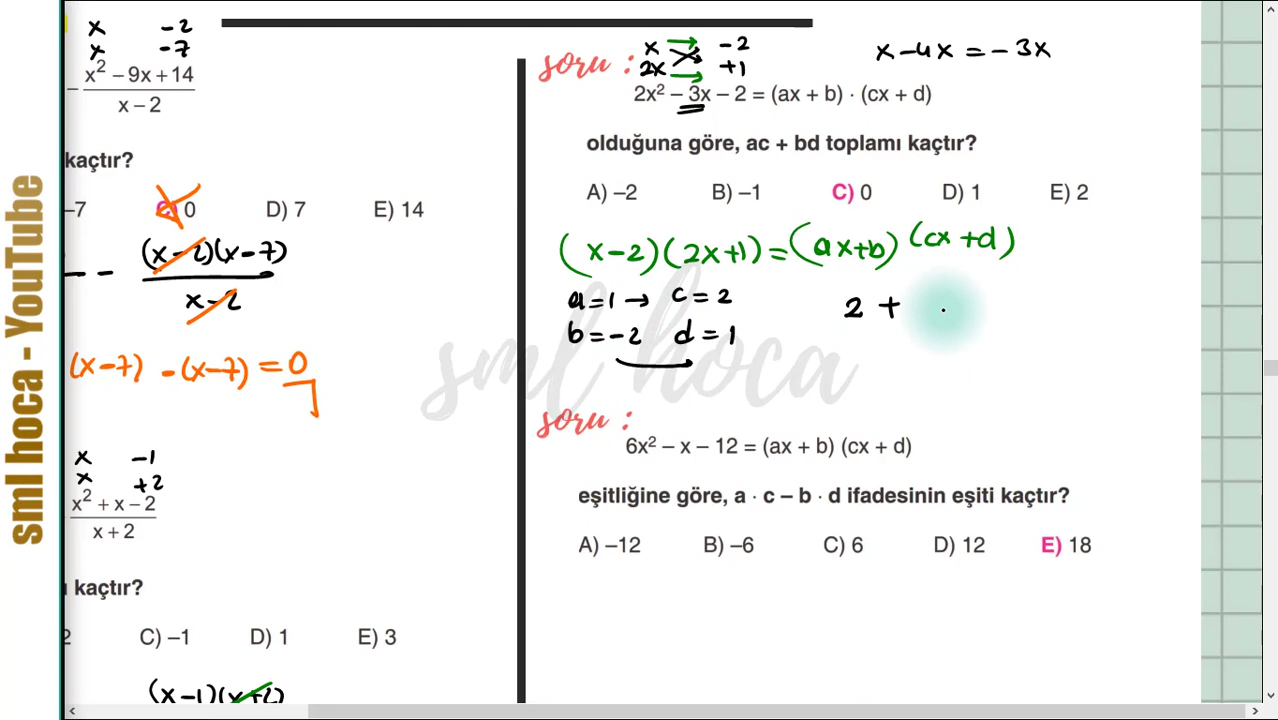 sml hoca - YouTube
x -2
x -7
x² – 9x + 14
x – 2
kaçtır?
–7 C) 0 D) 7 E) 14
(x-2)(x-7)
x-2
(x-7) -(x-7) = 0
x -1
x +2
x² + x – 2
x + 2
kaçtır?
C) –1 D) 1 E) 3
(x-1)(x+2)
soru :
x -2
2x +1
x-4x = -3x
2x² – 3x – 2 = (ax + b) · (cx + d)
olduğuna göre, ac + bd toplamı kaçtır?
A) –2 B) –1 C) 0 D) 1 E) 2
(x-2)(2x+1)=(ax+b)(cx+d)
a=1 → c=2
b=-2 d=1
2 +
sml hoca
soru :
6x² – x – 12 = (ax + b) (cx + d)
eşitliğine göre, a · c – b · d ifadesinin eşiti kaçtır?
A) –12 B) –6 C) 6 D) 12 E) 18